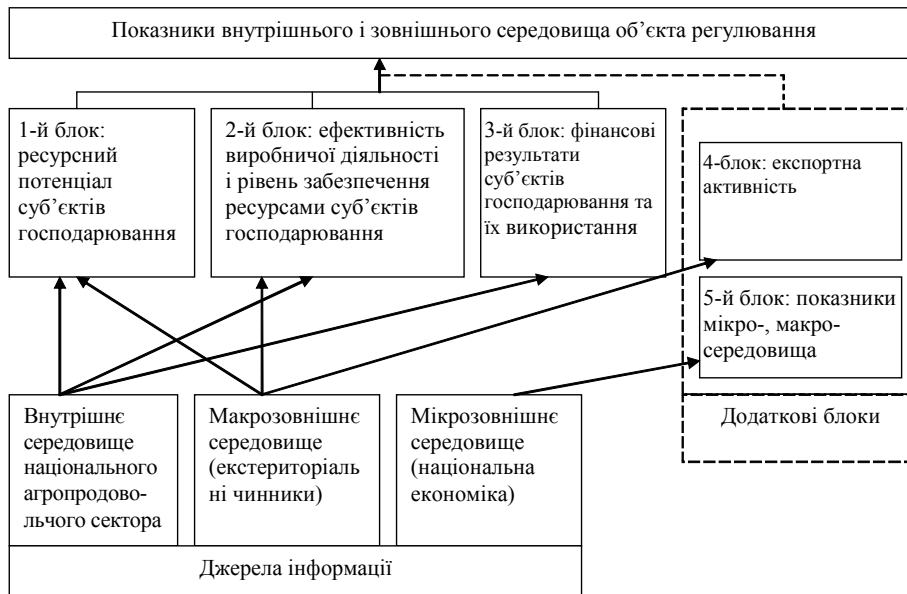 Показники внутрішнього і зовнішнього середовища об’єкта регулювання
1-й блок:
ресурсний
потенціал
суб’єктів
господарювання
2-й блок: ефективність
виробничої діяльності
і рівень забезпечення
ресурсами суб’єктів
господарювання
3-й блок: фінансові
результати
суб’єктів
господарювання та
їх використання
4-блок: експортна
активність
5-й блок: показники
мікро-, макро-
середовища
Додаткові блоки
Внутрішнє
середовище
національного
агропродово-
льчого сектора
Макрозовнішнє
середовище
(екстериторіаль
ні чинники)
Мікрозовнішнє
середовище
(національна
економіка)
Джерела інформації